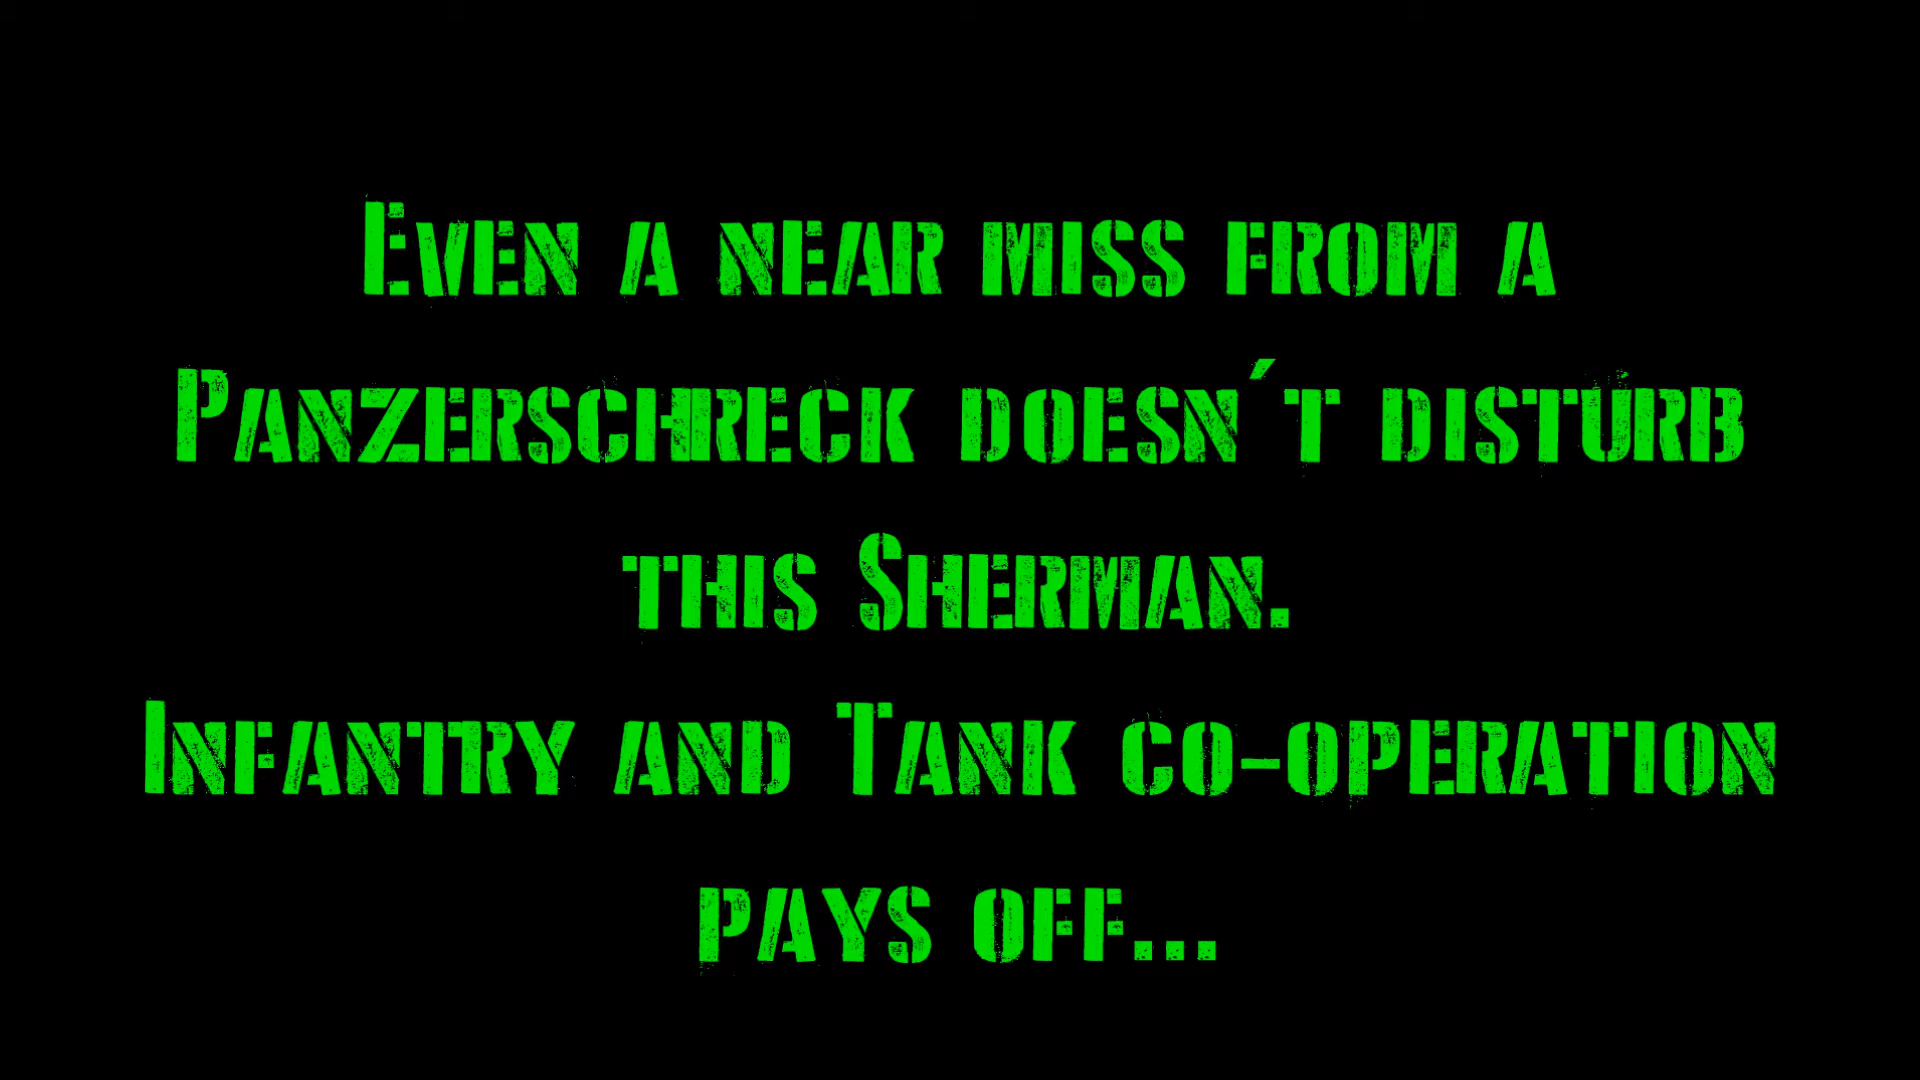 Even a near miss from a
Panzerschreck doesn´t disturb
this Sherman.
Infantry and Tank co-operation
pays off...